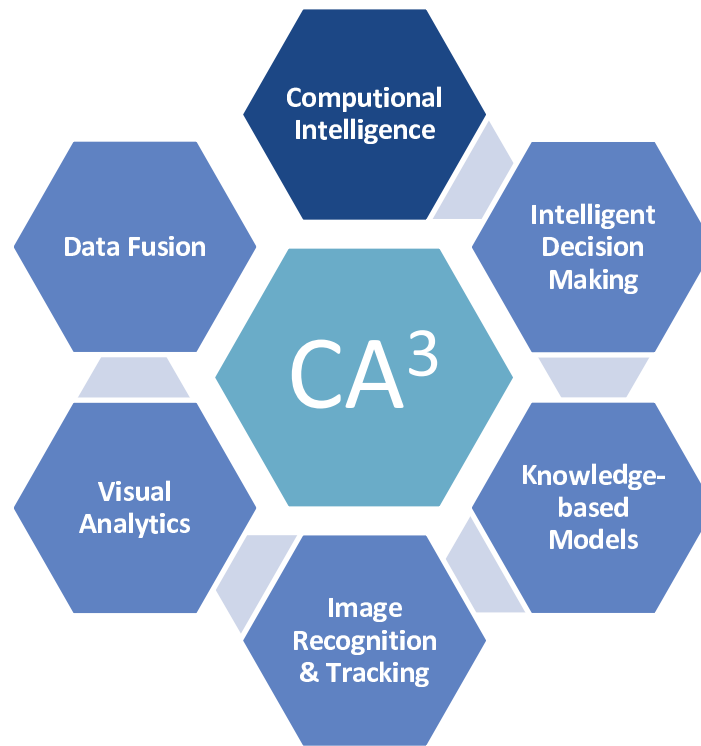 Computional
Intelligence
Intelligent
Decision
Making
Knowledge-
based
Models
Image
Recognition
& Tracking
Visual
Analytics
Data Fusion
CA³